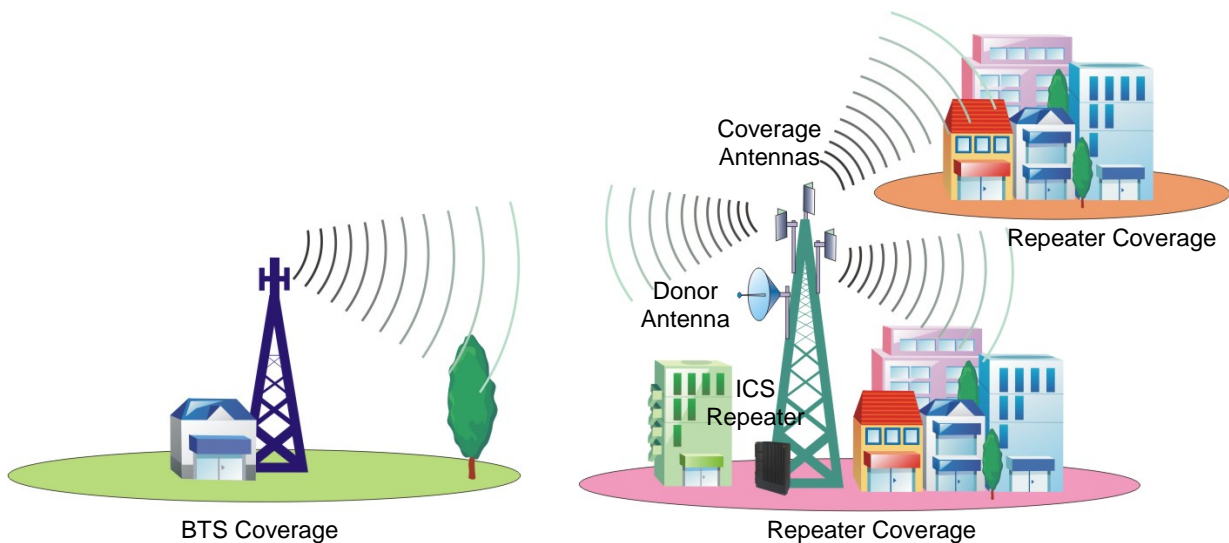 Coverage
Antennas
Repeater Coverage
Donor
Antenna
ICS
Repeater
BTS Coverage
Repeater Coverage